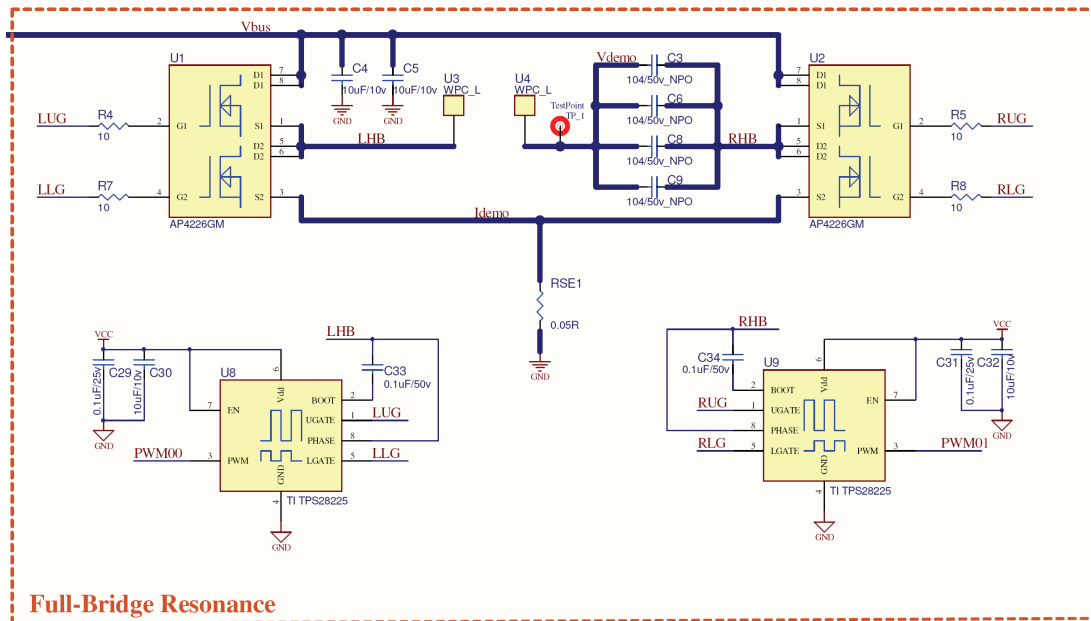 Vbus
U1
D1 7
D1 8
S1 1
D2 5
D2 6
S2 3
2 G1
4 G2
AP4226GM
LUG
R4
10
LLG
R7
10
C4
10uF/10v
GND
C5
10uF/10v
GND
U3
WPC_L
LHB
U4
WPC_L
TestPoint
TP_1
Vdemo
C3
104/50v_NPO
C6
104/50v_NPO
C8
104/50v_NPO
C9
104/50v_NPO
RHB
U2
7 D1
8 D1
1 S1
5 D2
6 D2
3 S2
G1 2
G2 4
AP4226GM
R5
10
RUG
R8
10
RLG
Idemo
RSE1
0.05R
GND
VCC
C29
0.1uF/25v
C30
10uF/10v
GND
LHB
C33
0.1uF/50v
U8
6
Vdd
7 EN
3 PWM
BOOT 2
UGATE 1
PHASE 8
LGATE 5
GND
4
LUG
LLG
PWM00
TI TPS28225
GND
RHB
C34
0.1uF/50v
U9
6
Vdd
2 BOOT
1 UGATE
8 PHASE
5 LGATE
EN 7
PWM 3
GND
4
RUG
RLG
PWM01
TI TPS28225
GND
VCC
C31
0.1uF/25v
C32
10uF/10v
GND
Full-Bridge Resonance